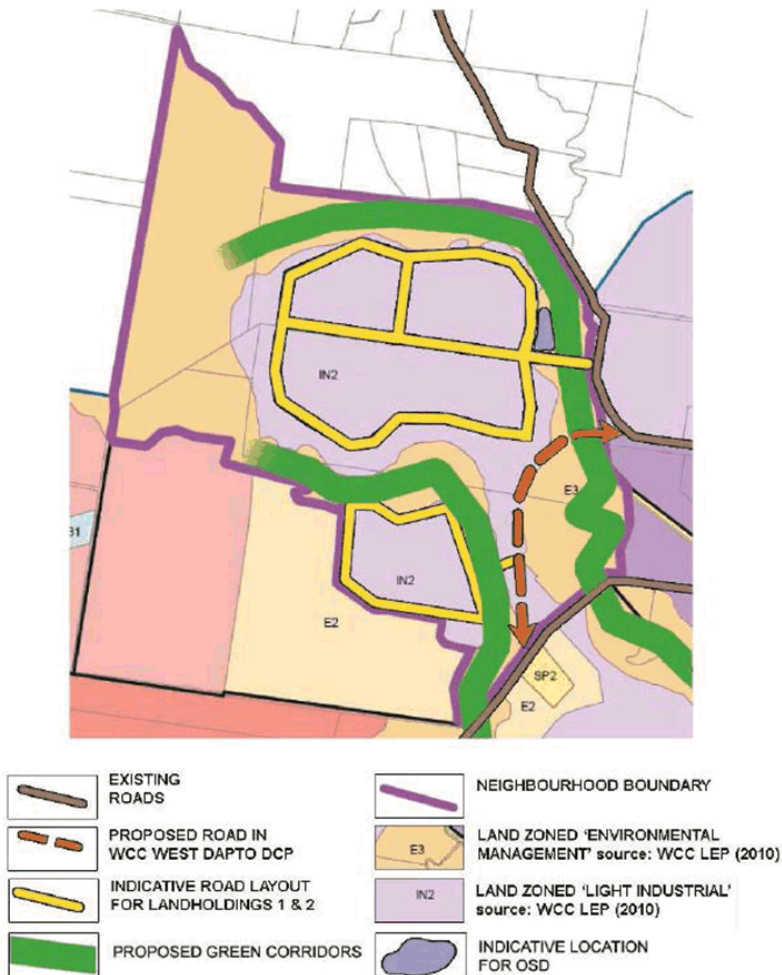 IN2
E3
31
IN2
E2
SP2
E2
EXISTING
ROADS
NEIGHBOURHOOD BOUNDARY
PROPOSED ROAD IN
WCC WEST DAPTO DCP
E3
LAND ZONED ‘ENVIRONMENTAL
MANAGEMENT’ source: WCC LEP (2010)
INDICATIVE ROAD LAYOUT
FOR LANDHOLDINGS 1 & 2
IN2
LAND ZONED ‘LIGHT INDUSTRIAL’
source: WCC LEP (2010)
PROPOSED GREEN CORRIDORS
INDICATIVE LOCATION
FOR OSD